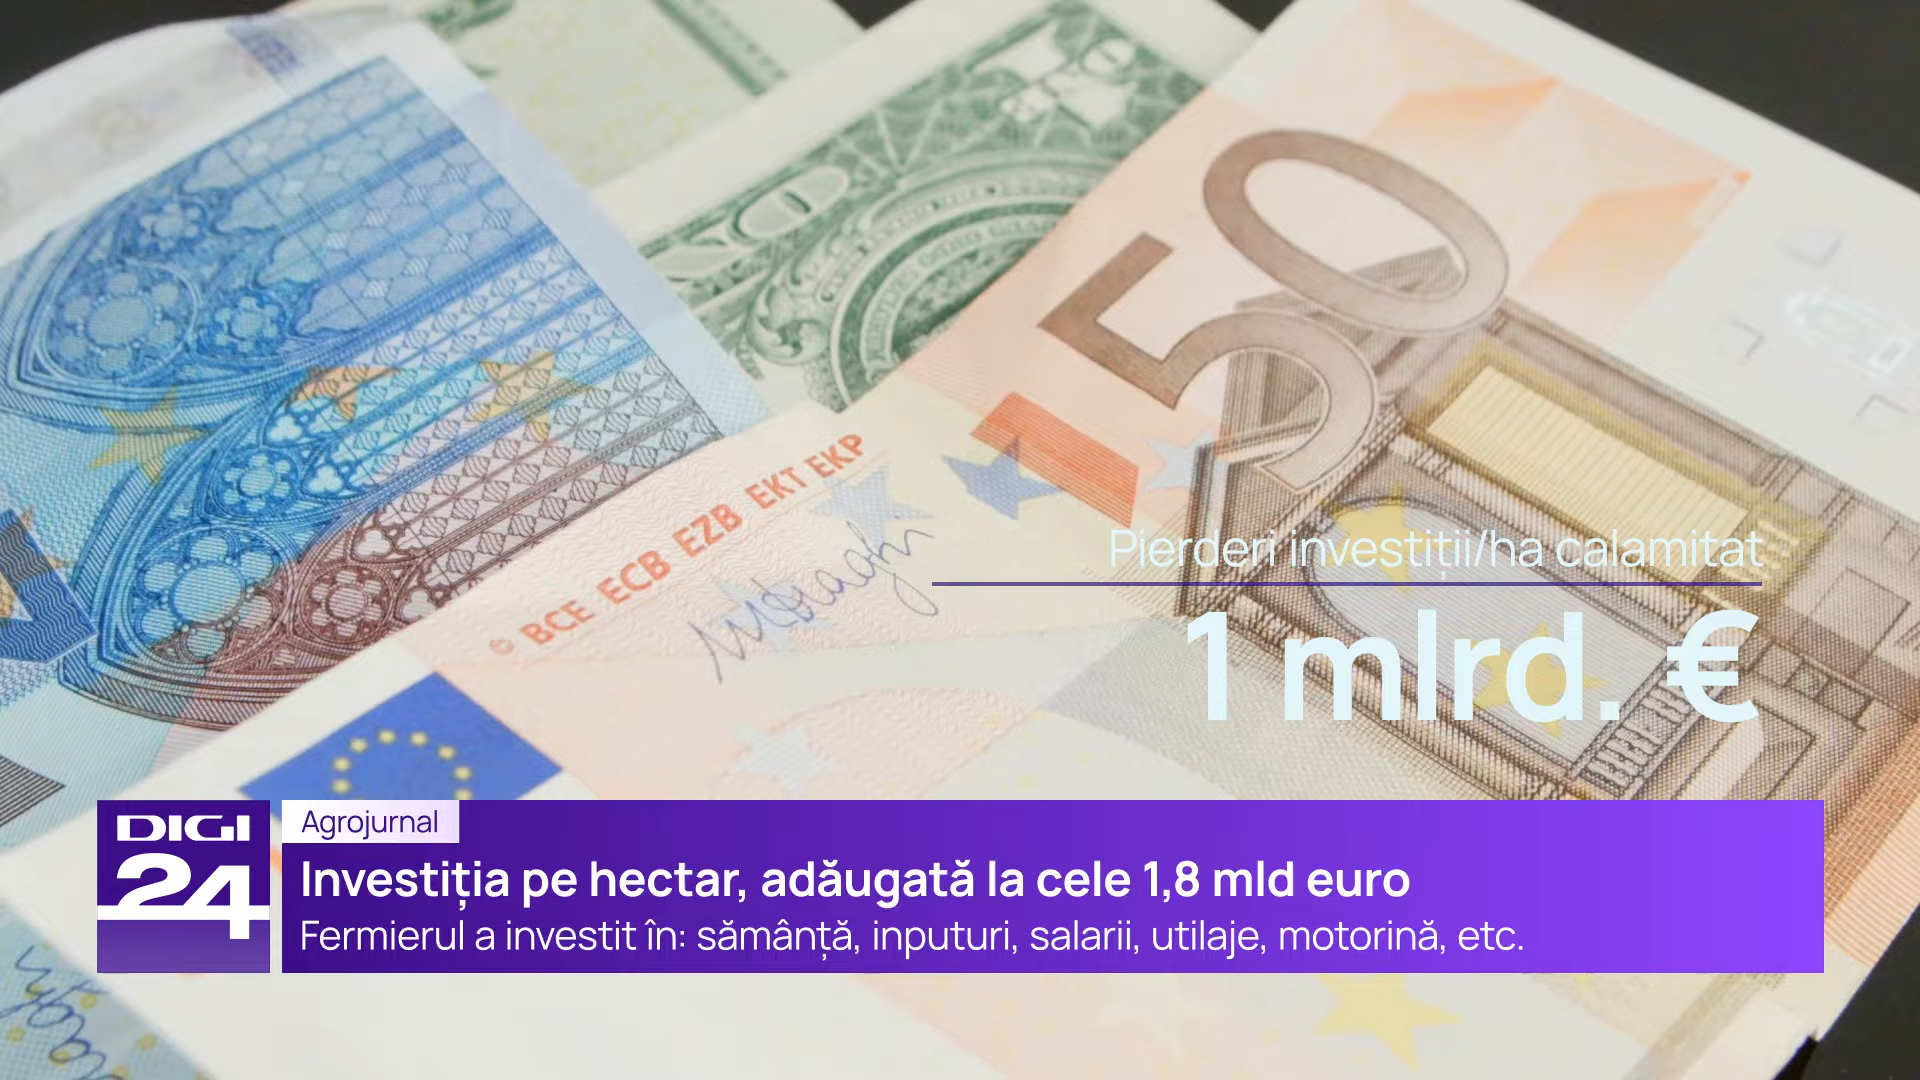 50
BCE ECB EZB EKT EKP
Pierderi investiții/ha calamitat
1 mlrd. €
DIGI
24
Agrojurnal
Investiția pe hectar, adăugată la cele 1,8 mld euro
Fermierul a investit în: sămânță, inputuri, salarii, utilaje, motorină, etc.